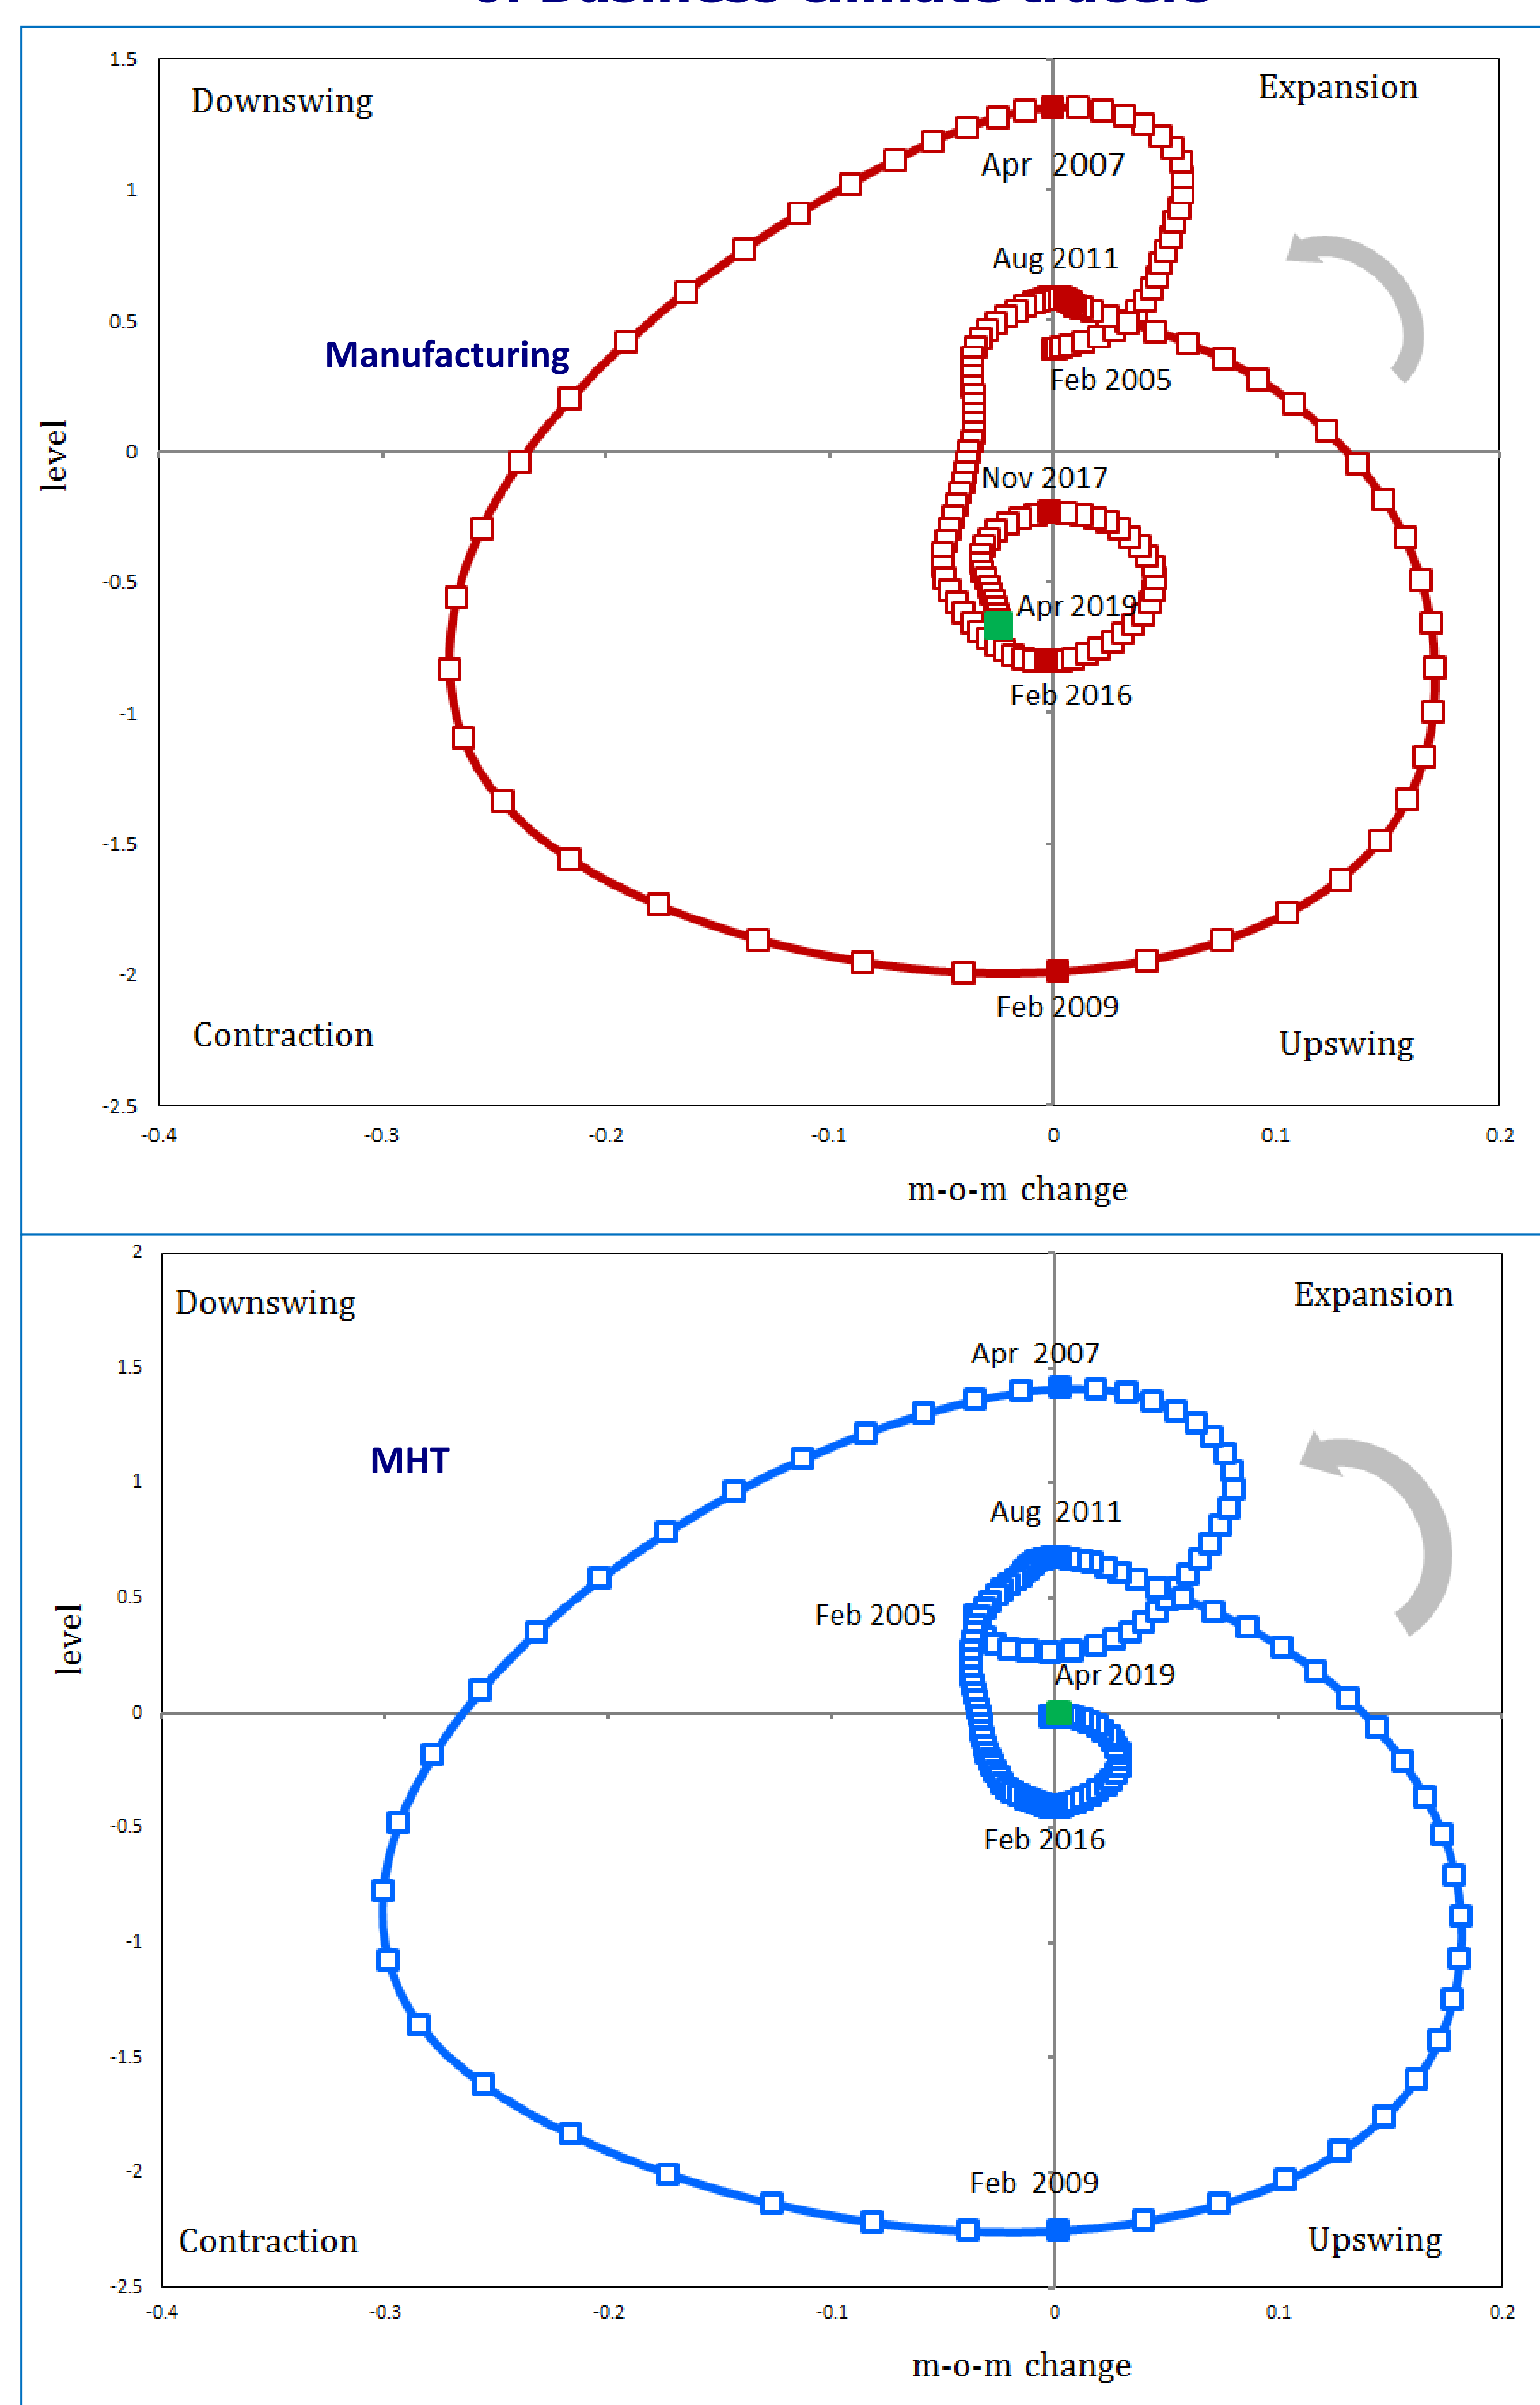 of Business Climate tracers
1.5
Downswing
Expansion
Apr 2007
1
Aug 2011
0.5
Manufacturing
Feb 2005
level
0
Nov 2017
-0.5
Apr 2019
Feb 2016
-1
-1.5
-2
Feb 2009
Contraction
Upswing
-2.5
-0.4 -0.3 -0.2 -0.1 0 0.1 0.2
m-o-m change
2
Downswing
Expansion
Apr 2007
1.5
MHT
1
Aug 2011
0.5
Feb 2005
level
Apr 2019
0
-0.5
Feb 2016
-1
-1.5
-2
Feb 2009
Contraction
Upswing
-2.5
-0.4 -0.3 -0.2 -0.1 0 0.1 0.2
m-o-m change